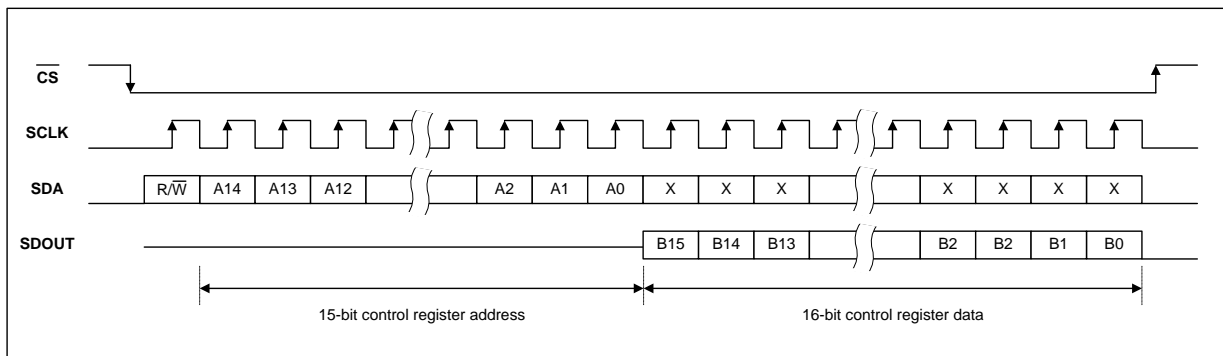 CS
SCLK
SDA R/W A14 A13 A12 A2 A1 A0 X X X X X X X
SDOUT B15 B14 B13 B2 B2 B1 B0
15-bit control register address 16-bit control register data